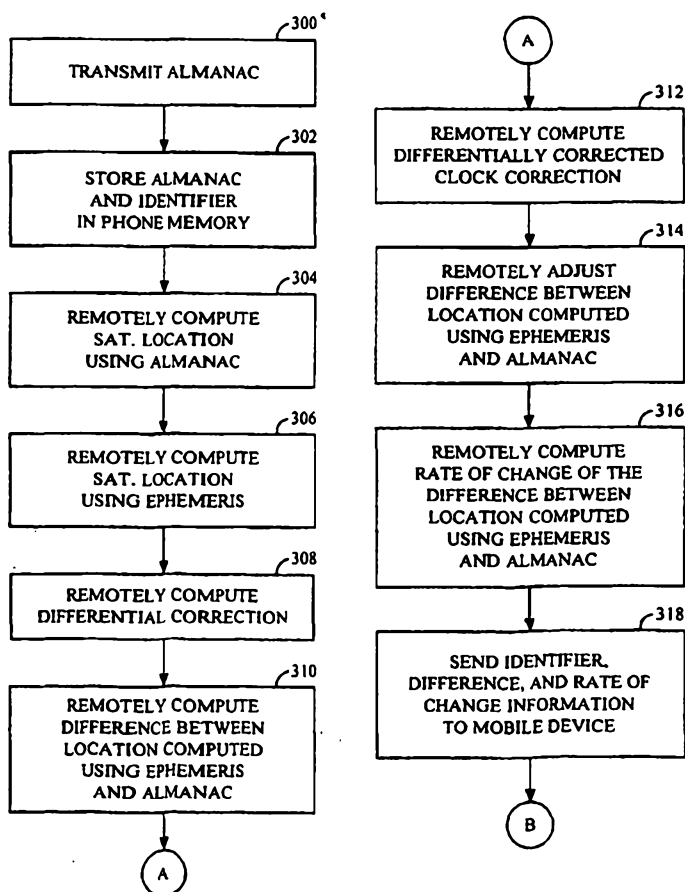 300
TRANSMIT ALMANAC
302
STORE ALMANAC
AND IDENTIFIER
IN PHONE MEMORY
304
REMOTELY COMPUTE
SAT. LOCATION
USING ALMANAC
306
REMOTELY COMPUTE
SAT. LOCATION
USING EPHEMERIS
308
REMOTELY COMPUTE
DIFFERENTIAL CORRECTION
310
REMOTELY COMPUTE
DIFFERENCE BETWEEN
LOCATION COMPUTED
USING EPHEMERIS
AND ALMANAC
A
A
312
REMOTELY COMPUTE
DIFFERENTIALLY CORRECTED
CLOCK CORRECTION
314
REMOTELY ADJUST
DIFFERENCE BETWEEN
LOCATION COMPUTED
USING EPHEMERIS
AND ALMANAC
316
REMOTELY COMPUTE
RATE OF CHANGE OF THE
DIFFERENCE BETWEEN
LOCATION COMPUTED
USING EPHEMERIS
AND ALMANAC
318
SEND IDENTIFIER,
DIFFERENCE, AND RATE OF
CHANGE INFORMATION
TO MOBILE DEVICE
B